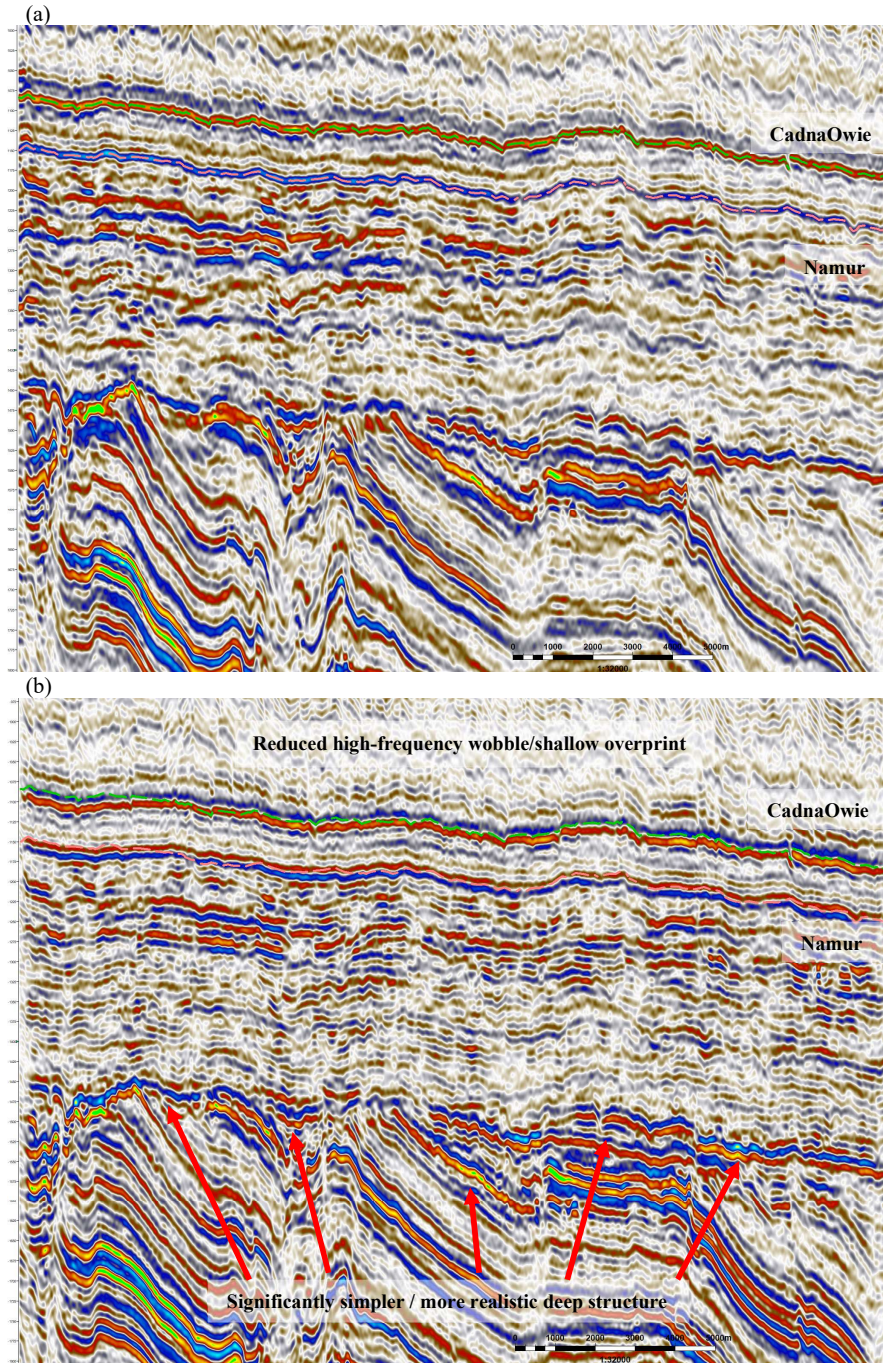 (a)
CadnaOwie
Namur
0 1000 2000 3000 4000 5000m
1:32000
(b)
Reduced high-frequency wobble/shallow overprint
CadnaOwie
Namur
Significantly simpler / more realistic deep structure
0 1000 2000 3000 4000 5000m
1:32000